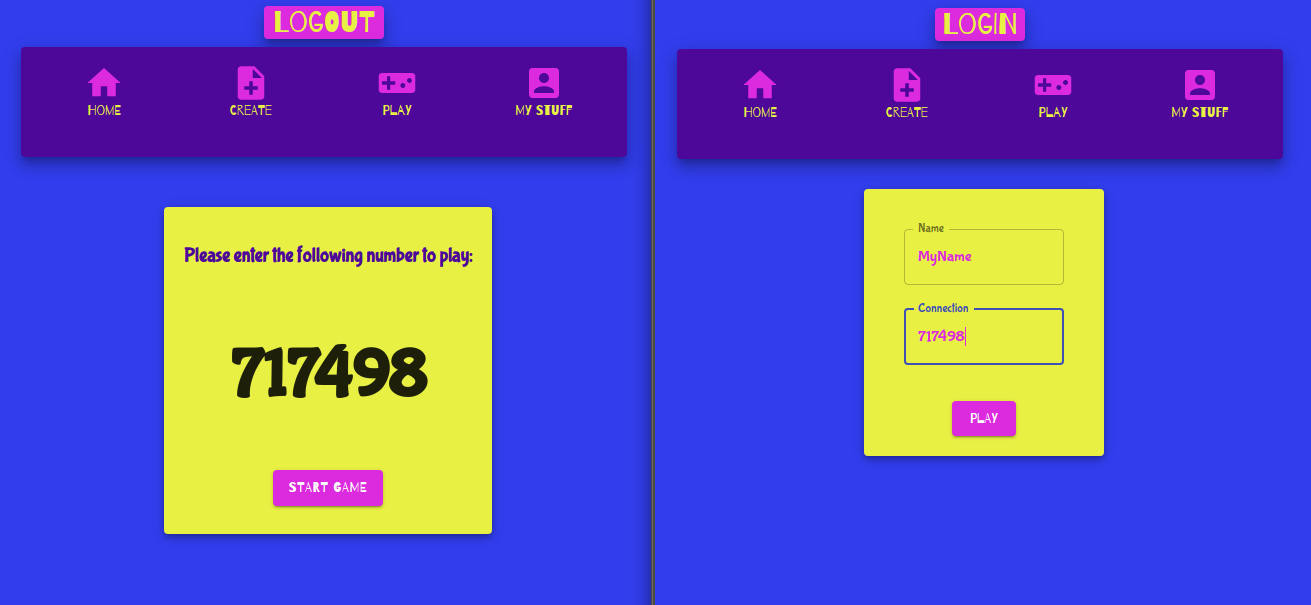 LOGOUT
HOME CREATE PLAY MY STUFF
Please enter the following number to play:
717498
START GAME
LOGIN
HOME CREATE PLAY MY STUFF
Name
MyName
Connection
717498
PLAY